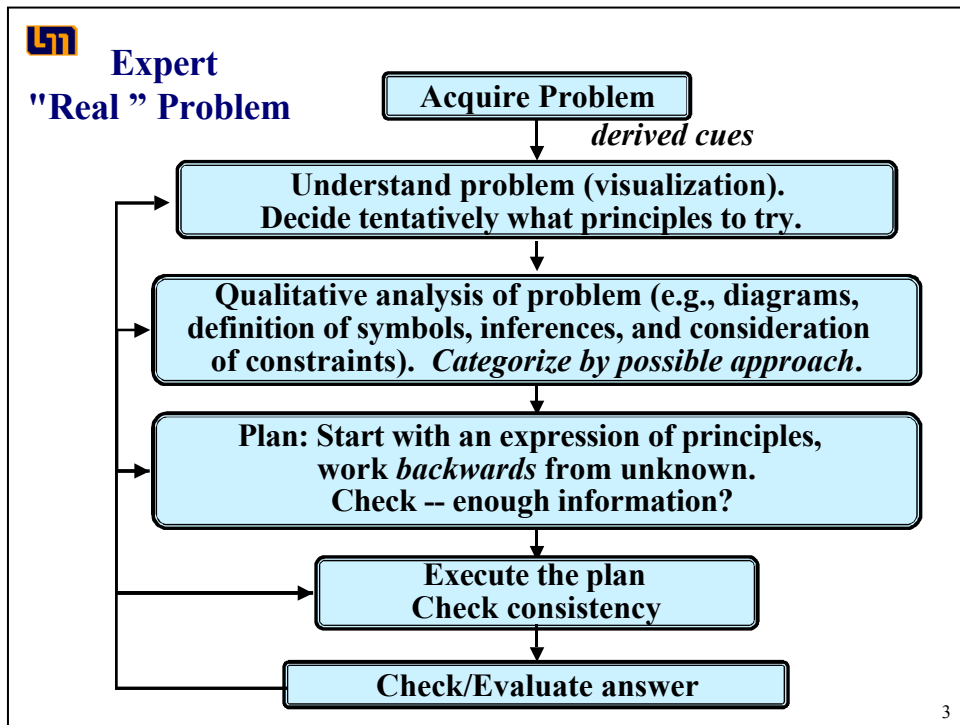 Expert
"Real ” Problem
Acquire Problem
derived cues
Understand problem (visualization).
Decide tentatively what principles to try.
Qualitative analysis of problem (e.g., diagrams,
definition of symbols, inferences, and consideration
of constraints). Categorize by possible approach.
Plan: Start with an expression of principles,
work backwards from unknown.
Check -- enough information?
Execute the plan
Check consistency
Check/Evaluate answer
3